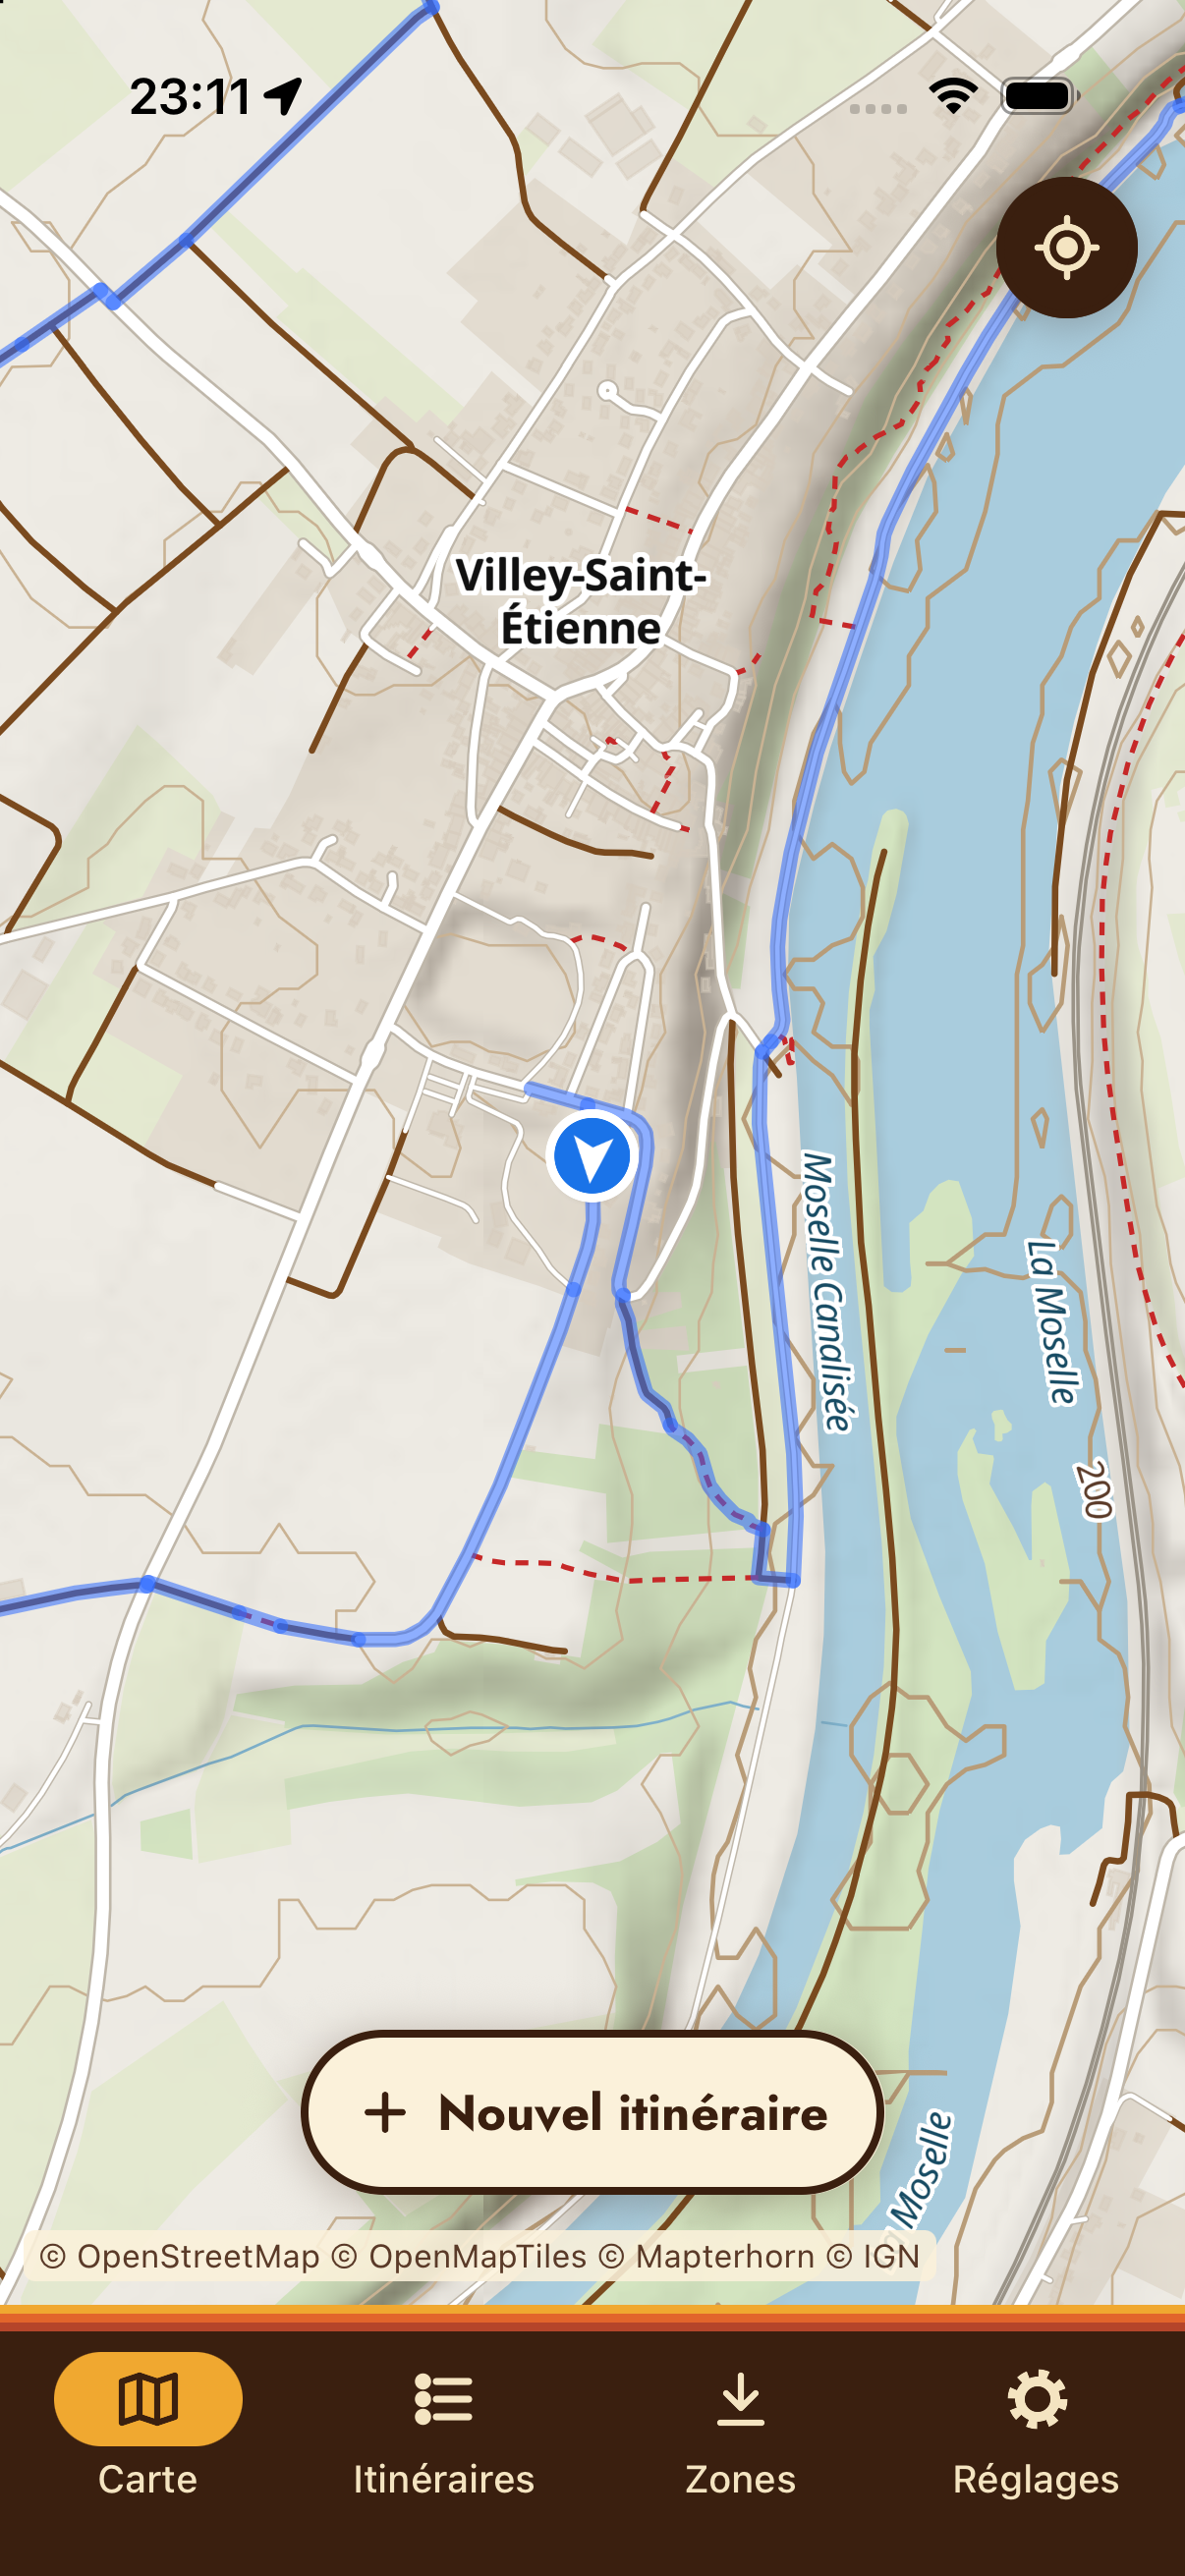 23:11
Villey-Saint-
Étienne
Moselle Canalisée
La Moselle
200
Moselle
+ Nouvel itinéraire
© OpenStreetMap © OpenMapTiles © Mapterhorn © IGN
Carte
Itinéraires
Zones
Réglages